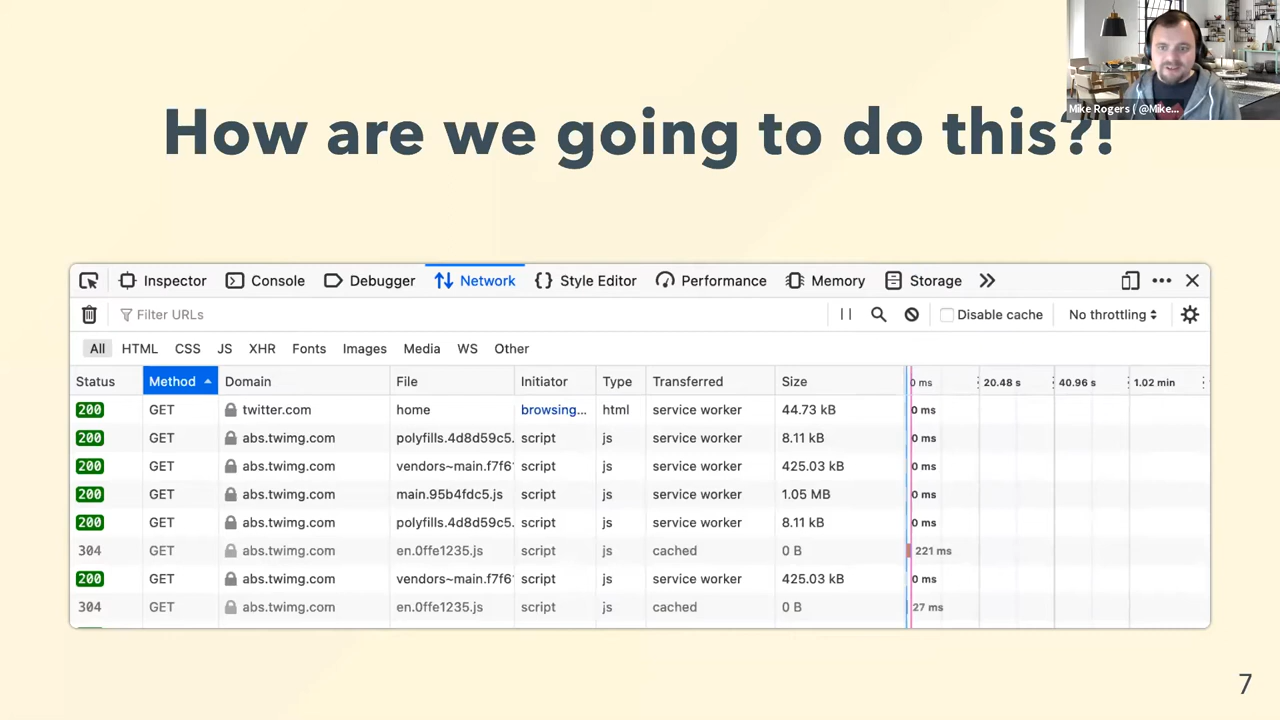 Mike Rogers ( @Mike...
How are we going to do this?!
Inspector Console Debugger Network Style Editor Performance Memory Storage
Filter URLs Disable cache No throttling
All HTML CSS JS XHR Fonts Images Media WS Other
Status Method Domain File Initiator Type Transferred Size 0 ms 20.48 s 40.96 s 1.02 min
200 GET twitter.com home browsing... html service worker 44.73 kB 0 ms
200 GET abs.twimg.com polyfills.4d8d59c5. script js service worker 8.11 kB 0 ms
200 GET abs.twimg.com vendors~main.f7f6 script js service worker 425.03 kB 0 ms
200 GET abs.twimg.com main.95b4fdc5.js script js service worker 1.05 MB 0 ms
200 GET abs.twimg.com polyfills.4d8d59c5. script js service worker 8.11 kB 0 ms
304 GET abs.twimg.com en.0ffe1235.js script js cached 0 B 221 ms
200 GET abs.twimg.com vendors~main.f7f6 script js service worker 425.03 kB 0 ms
304 GET abs.twimg.com en.0ffe1235.js script js cached 0 B 27 ms
7